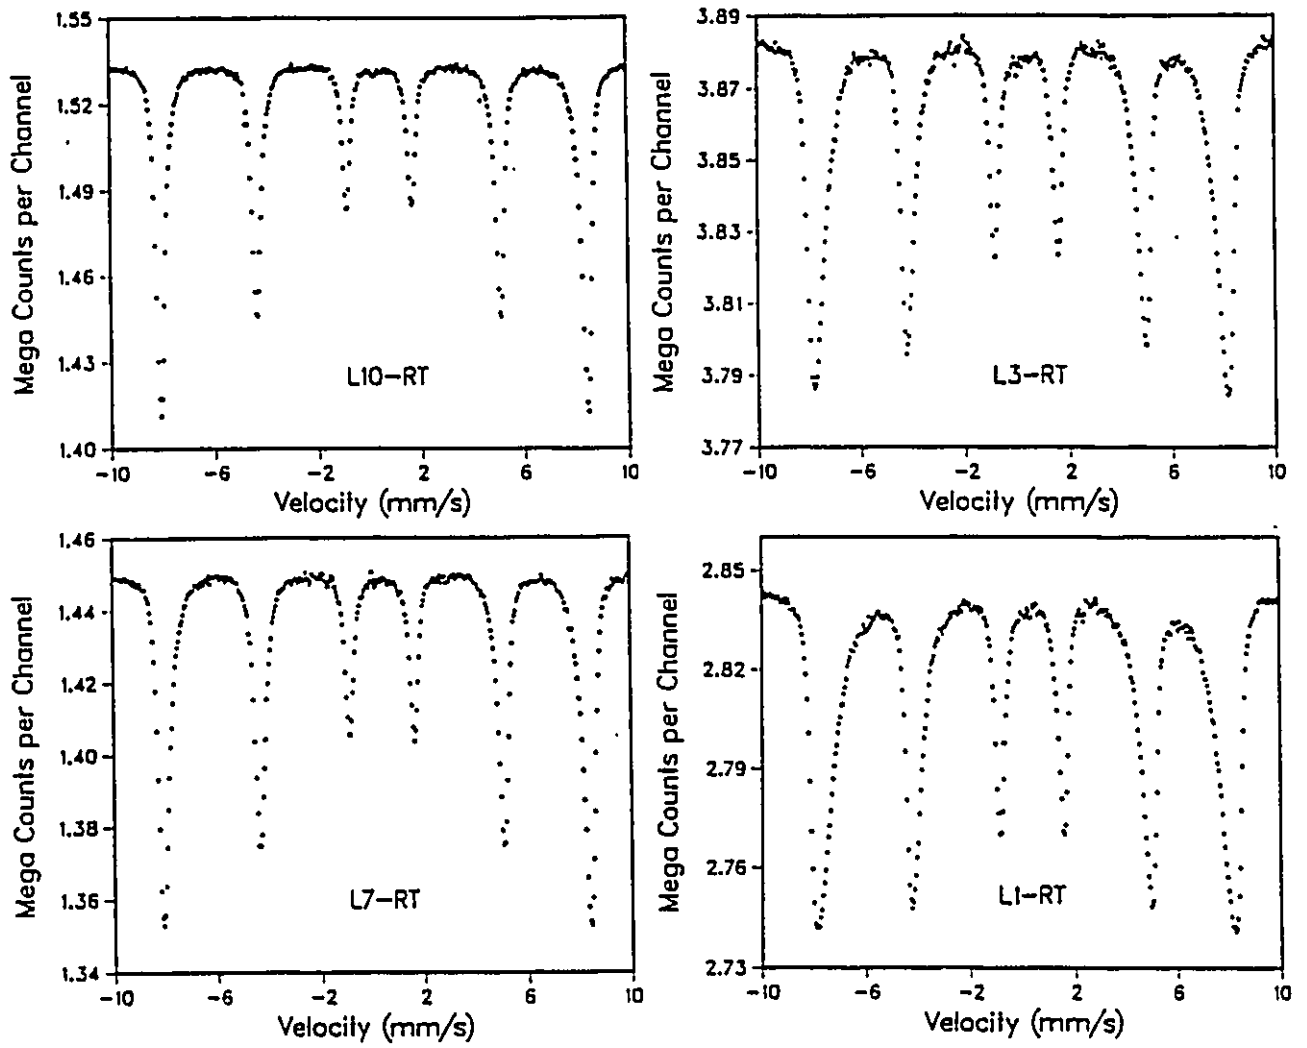 1.55
1.52
1.49
1.46
1.43
1.40
Mega Counts per Channel
L10-RT
-10 -6 -2 2 6 10
Velocity (mm/s)
3.89
3.87
3.85
3.83
3.81
3.79
3.77
Mega Counts per Channel
L3-RT
-10 -6 -2 2 6 10
Velocity (mm/s)
1.46
1.44
1.42
1.40
1.38
1.36
1.34
Mega Counts per Channel
L7-RT
-10 -6 -2 2 6 10
Velocity (mm/s)
2.85
2.82
2.79
2.76
2.73
Mega Counts per Channel
L1-RT
-10 -6 -2 2 6 10
Velocity (mm/s)